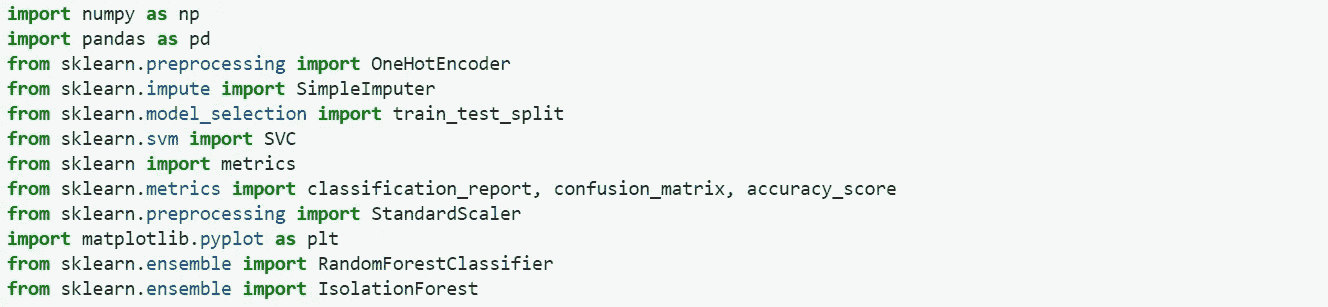 import numpy as np
import pandas as pd
from sklearn.preprocessing import OneHotEncoder
from sklearn.impute import SimpleImputer
from sklearn.model_selection import train_test_split
from sklearn.svm import SVC
from sklearn import metrics
from sklearn.metrics import classification_report, confusion_matrix, accuracy_score
from sklearn.preprocessing import StandardScaler
import matplotlib.pyplot as plt
from sklearn.ensemble import RandomForestClassifier
from sklearn.ensemble import IsolationForest